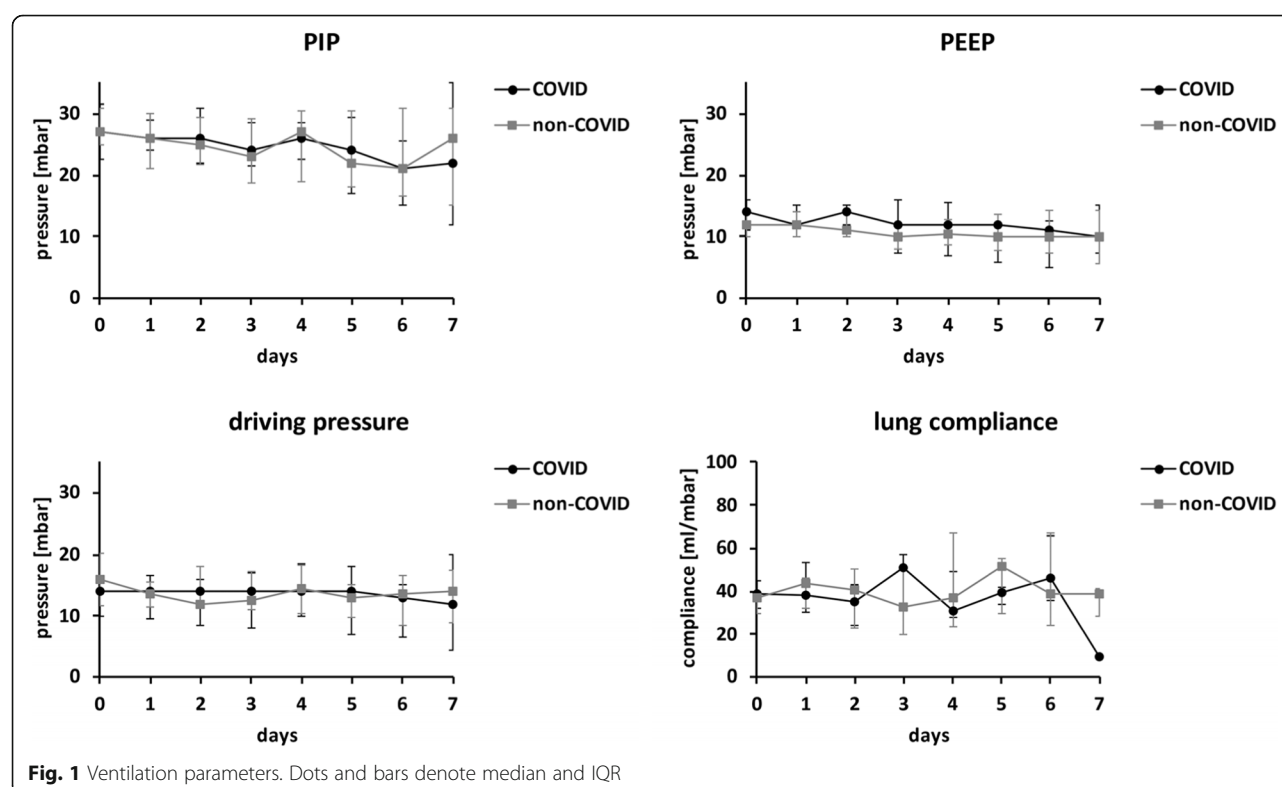 PIP
pressure [mbar]
30
20
10
0
0 1 2 3 4 5 6 7
days
COVID
non-COVID
PEEP
pressure [mbar]
30
20
10
0
0 1 2 3 4 5 6 7
days
COVID
non-COVID
driving pressure
pressure [mbar]
30
20
10
0
0 1 2 3 4 5 6 7
days
COVID
non-COVID
lung compliance
compliance [ml/mbar]
100
80
60
40
20
0
0 1 2 3 4 5 6 7
days
COVID
non-COVID
Fig. 1 Ventilation parameters. Dots and bars denote median and IQR